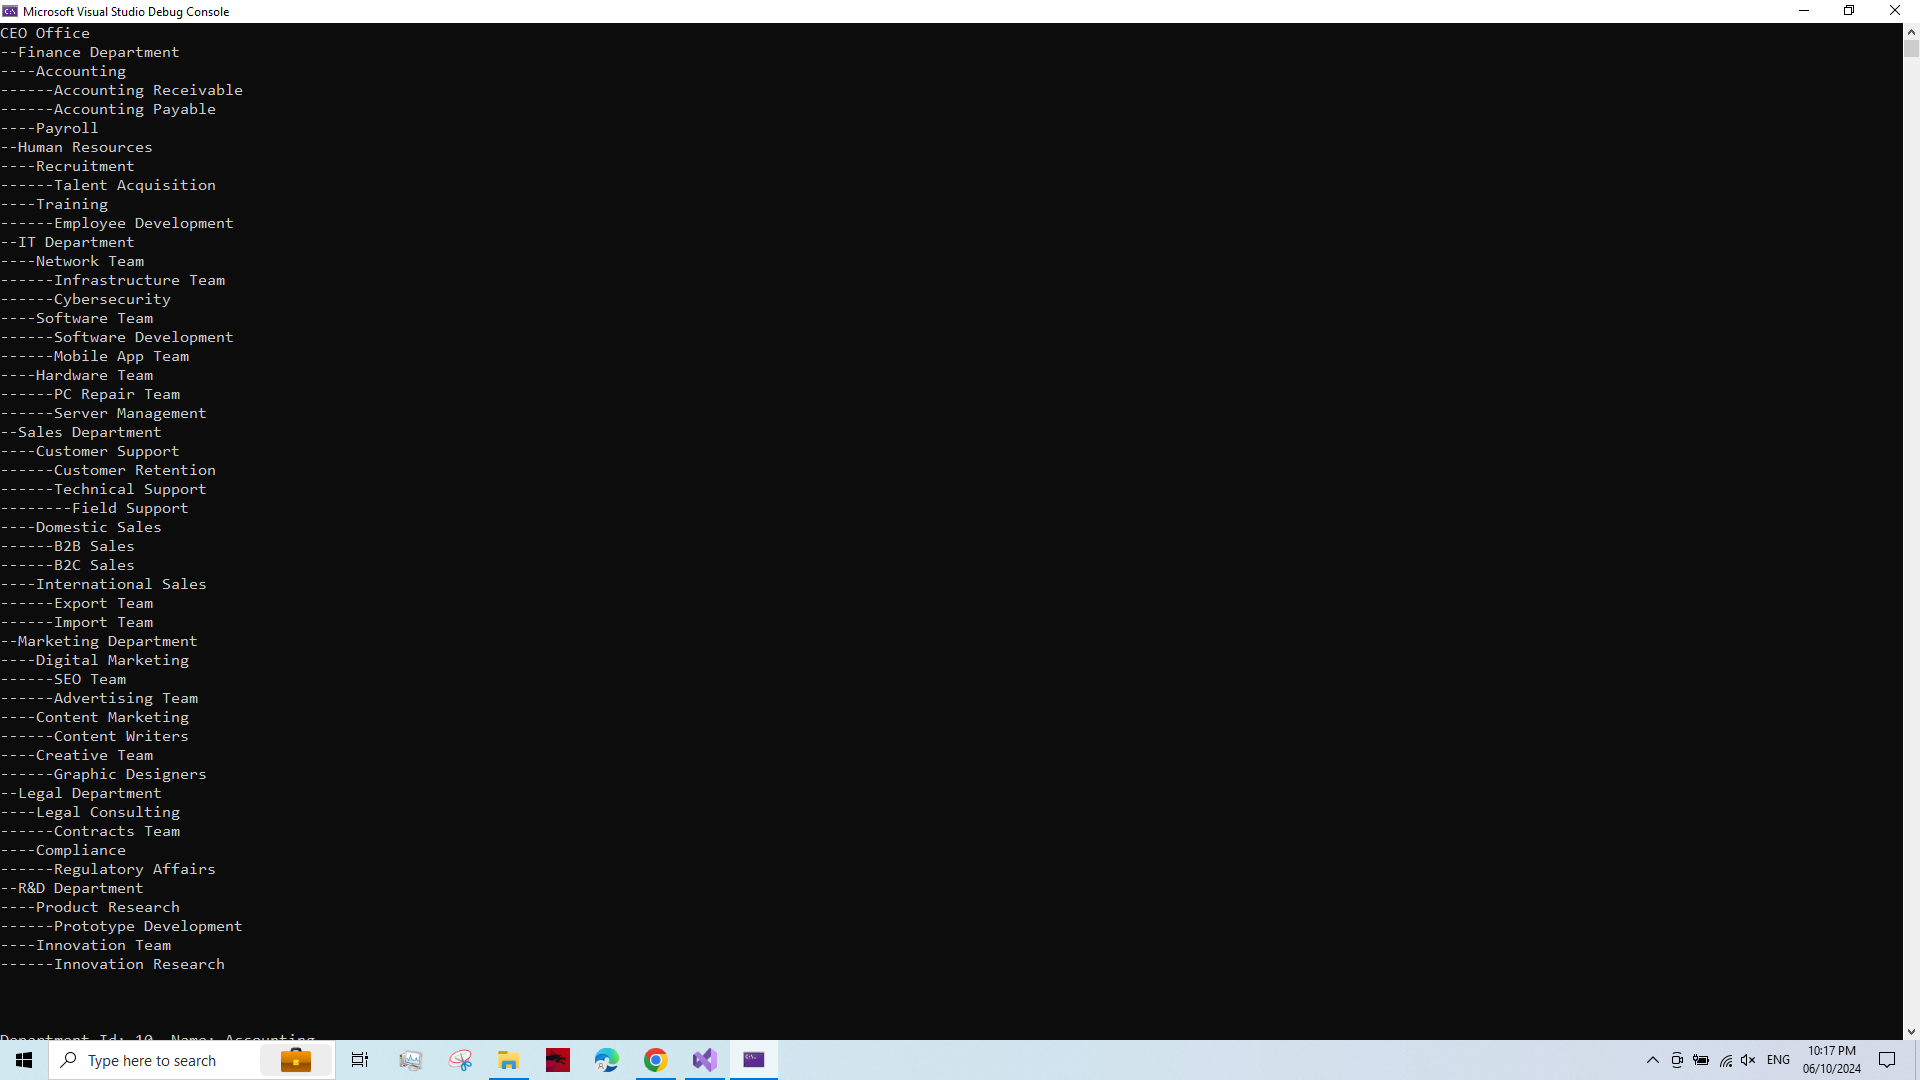 Microsoft Visual Studio Debug Console
CEO Office
--Finance Department
----Accounting
------Accounting Receivable
------Accounting Payable
----Payroll
--Human Resources
----Recruitment
------Talent Acquisition
----Training
------Employee Development
--IT Department
----Network Team
------Infrastructure Team
------Cybersecurity
----Software Team
------Software Development
------Mobile App Team
----Hardware Team
------PC Repair Team
------Server Management
--Sales Department
----Customer Support
------Customer Retention
------Technical Support
--------Field Support
----Domestic Sales
------B2B Sales
------B2C Sales
----International Sales
------Export Team
------Import Team
--Marketing Department
----Digital Marketing
------SEO Team
------Advertising Team
----Content Marketing
------Content Writers
----Creative Team
------Graphic Designers
--Legal Department
----Legal Consulting
------Contracts Team
----Compliance
------Regulatory Affairs
--R&D Department
----Product Research
------Prototype Development
----Innovation Team
------Innovation Research
Department Id: 10, Name: Accounting
Type here to search
ENG
10:17 PM
06/10/2024